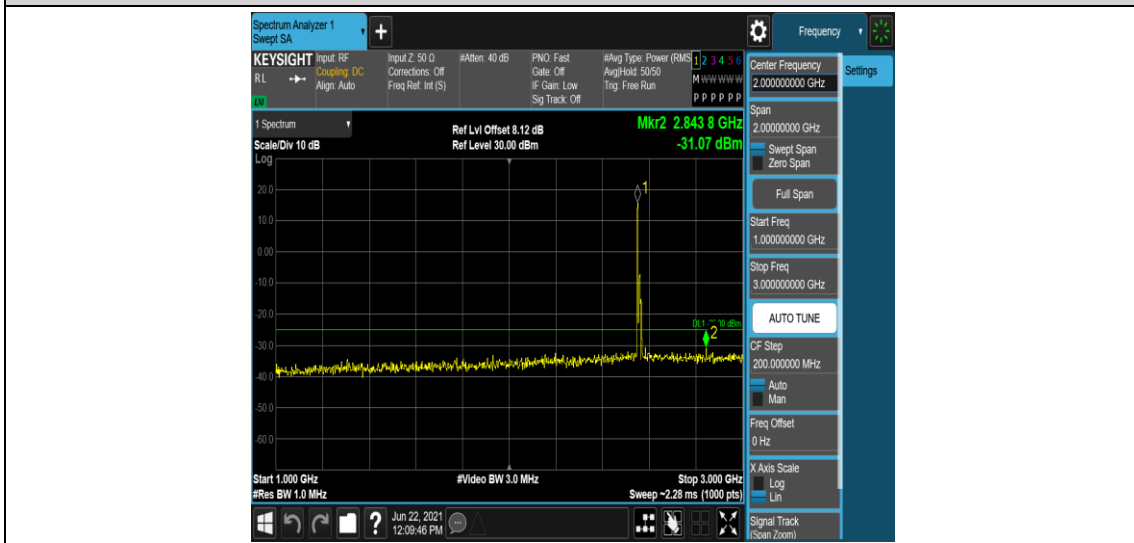 Spectrum Analyzer 1
Swept SA
+
Frequency
KEYSIGHT
RL
Input: RF
Coupling: DC
Align: Auto
Input Z: 50 Ω
Corrections: Off
Freq Ref: Int (S)
#Atten: 40 dB
PNO: Fast
Gate: Off
IF Gain: Low
Sig Track: Off
#Avg Type: Power (RMS
Avg|Hold: 50/50
Trig: Free Run
1 2 3 4 5 6
M W W W W W
P P P P P P
1 Spectrum
Scale/Div 10 dB
Log
Ref Lvl Offset 8.12 dB
Ref Level 30.00 dBm
Mkr2 2.843 8 GHz
-31.07 dBm
20.0
10.0
0.00
-10.0
-20.0
-30.0
-40.0
-50.0
-60.0
1
2
DL1
dBm
Start 1.000 GHz
#Res BW 1.0 MHz
#Video BW 3.0 MHz
Stop 3.000 GHz
Sweep ~2.28 ms (1000 pts)
Center Frequency
2.000000000 GHz
Settings
Span
2.00000000 GHz
Swept Span
Zero Span
Full Span
Start Freq
1.000000000 GHz
Stop Freq
3.000000000 GHz
AUTO TUNE
CF Step
200.000000 MHz
Auto
Man
Freq Offset
0 Hz
X Axis Scale
Log
Lin
Signal Track
(Span Zoom)
?
Jun 22, 2021
12:09:46 PM